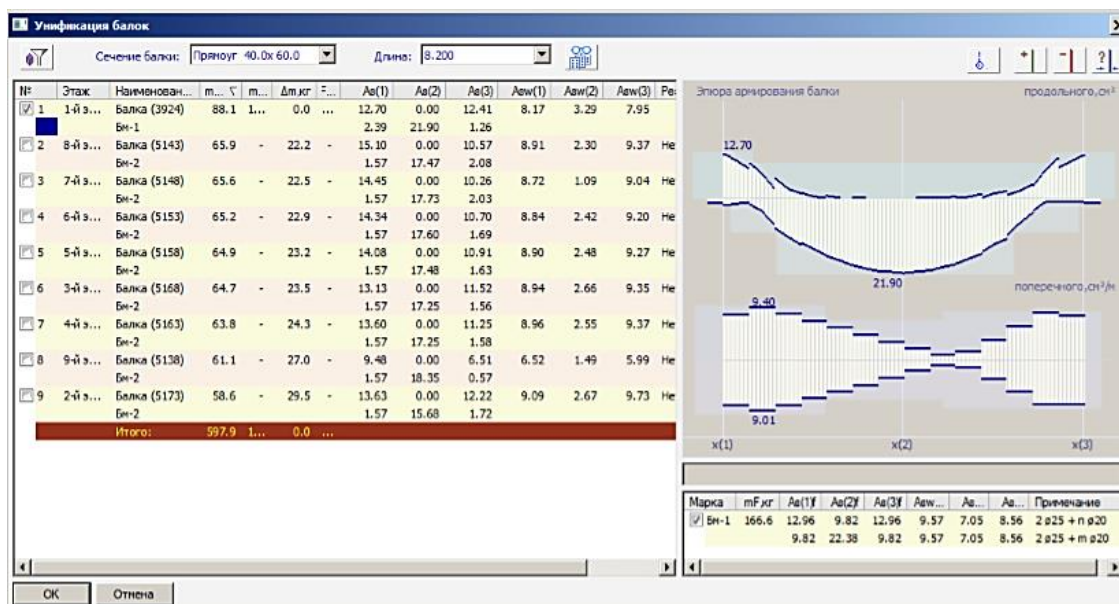 Унификация балок
Сечение балки: Прямоуг 40.0x 60.0 Длина: 8.200
№ Этаж Наименован... m... m... Δm,кг ... As(1) As(2) As(3) Asw(1) Asw(2) Asw(3) Ре
1 1-й э... Балка (3924) 88.1 1... 0.0 ... 12.70 0.00 12.41 8.17 3.29 7.95
Бм-1 2.39 21.90 1.26
2 8-й э... Балка (5143) 65.9 - 22.2 - 15.10 0.00 10.57 8.91 2.30 9.37 Не
Бм-2 1.57 17.47 2.08
3 7-й э... Балка (5148) 65.6 - 22.5 - 14.45 0.00 10.26 8.72 1.09 9.04 Не
Бм-2 1.57 17.73 2.03
4 6-й э... Балка (5153) 65.2 - 22.9 - 14.34 0.00 10.70 8.84 2.42 9.20 Не
Бм-2 1.57 17.60 1.69
5 5-й э... Балка (5158) 64.9 - 23.2 - 14.08 0.00 10.91 8.90 2.48 9.27 Не
Бм-2 1.57 17.48 1.63
6 3-й э... Балка (5168) 64.7 - 23.5 - 13.13 0.00 11.52 8.94 2.66 9.35 Не
Бм-2 1.57 17.25 1.56
7 4-й э... Балка (5163) 63.8 - 24.3 - 13.60 0.00 11.25 8.96 2.55 9.37 Не
Бм-2 1.57 17.25 1.58
8 9-й э... Балка (5138) 61.1 - 27.0 - 9.48 0.00 6.51 6.52 1.49 5.99 Не
Бм-2 1.57 18.35 0.57
9 2-й э... Балка (5173) 58.6 - 29.5 - 13.63 0.00 12.22 9.09 2.67 9.73 Не
Бм-2 1.57 15.68 1.72
Итого: 597.9 1... 0.0 ...
Эпюра армирования балки продольного,см²
12.70
21.90
поперечного,см²/м
9.40
9.01
x(1) x(2) x(3)
Марка mF,кг As(1)f As(2)f As(3)f Asw... As... As... Примечание
Бм-1 166.6 12.96 9.82 12.96 9.57 7.05 8.56 2 ø25 + n ø20
9.82 22.38 9.82 9.57 7.05 8.56 2 ø25 + m ø20
OK Отмена